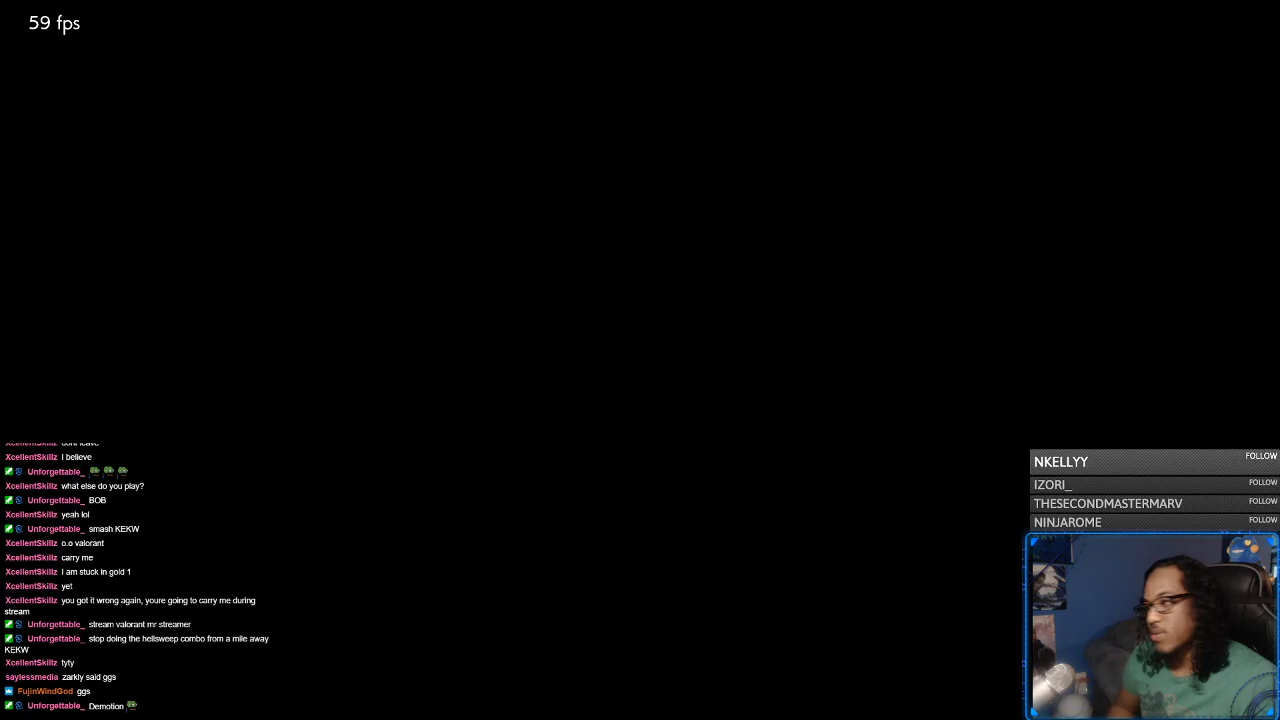 59 fps
XcellentSkillz dont leave
XcellentSkillz I believe
Unforgettable_
XcellentSkillz what else do you play?
Unforgettable_ BOB
XcellentSkillz yeah lol
Unforgettable_ smash KEKW
XcellentSkillz o.o valorant
XcellentSkillz carry me
XcellentSkillz I am stuck in gold 1
XcellentSkillz yet
XcellentSkillz you got it wrong again, youre going to carry me during
stream
Unforgettable_ stream valorant mr streamer
Unforgettable_ stop doing the hellsweep combo from a mile away
KEKW
XcellentSkillz tyty
saylessmedia zarkly said ggs
FujinWindGod ggs
Unforgettable_ Demotion
NKELLYY FOLLOW
IZORI_ FOLLOW
THESECONDMASTERMARV FOLLOW
NINJAROME FOLLOW